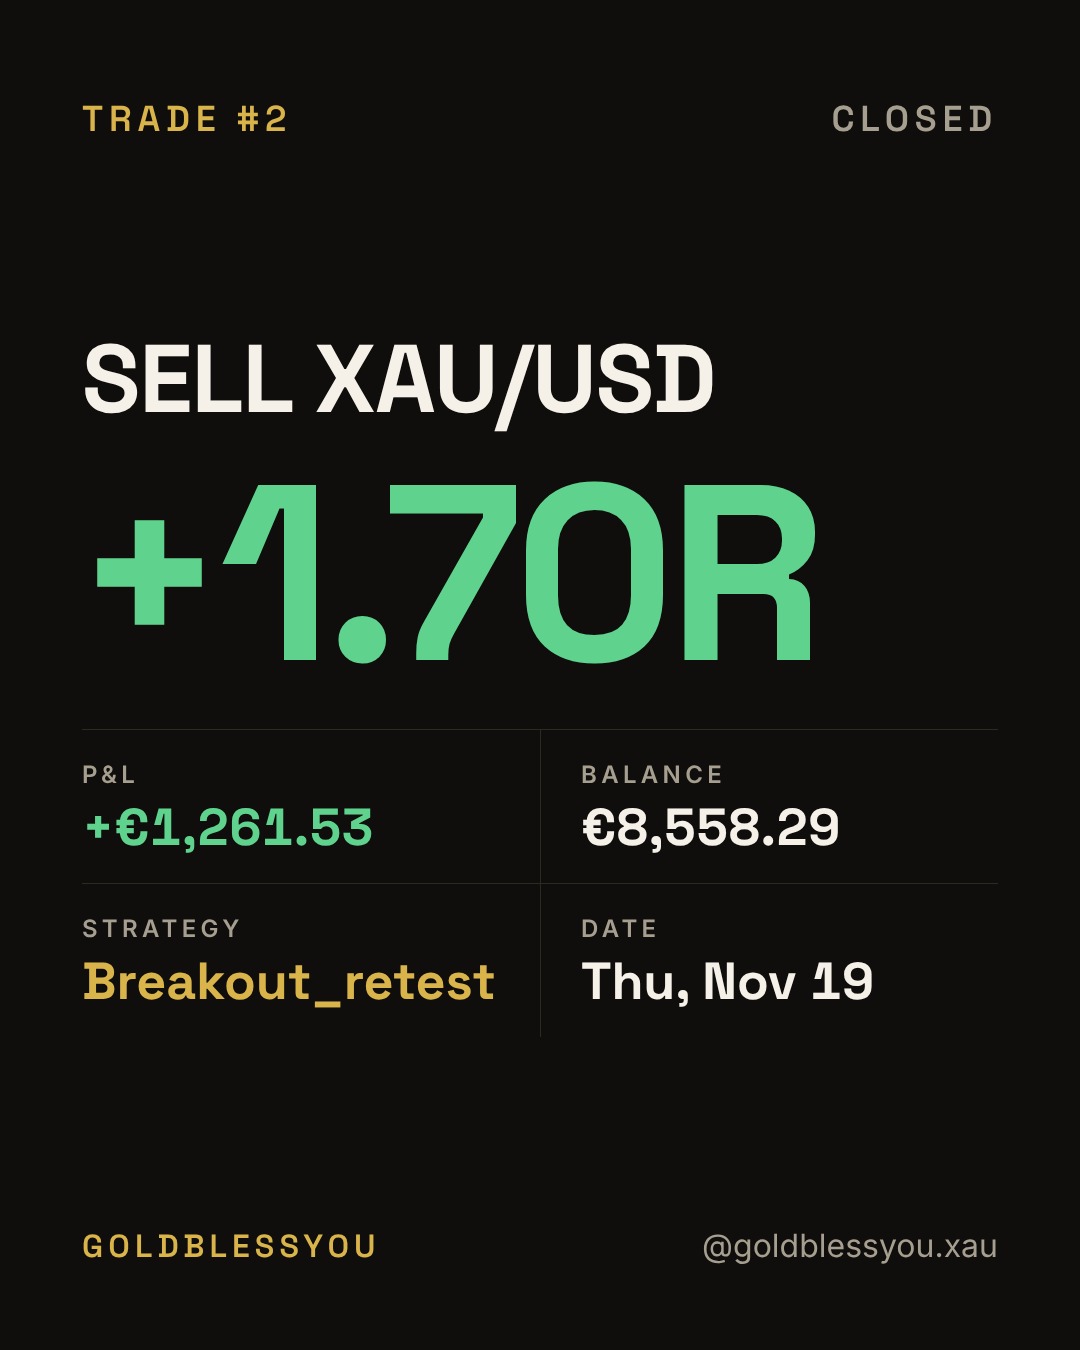 TRADE #2
CLOSED
SELL XAU/USD
+1.70R
P&L
BALANCE
+€1,261.53
€8,558.29
STRATEGY
DATE
Breakout_retest
Thu, Nov 19
GOLDBLESSYOU
@goldblessyou.xau